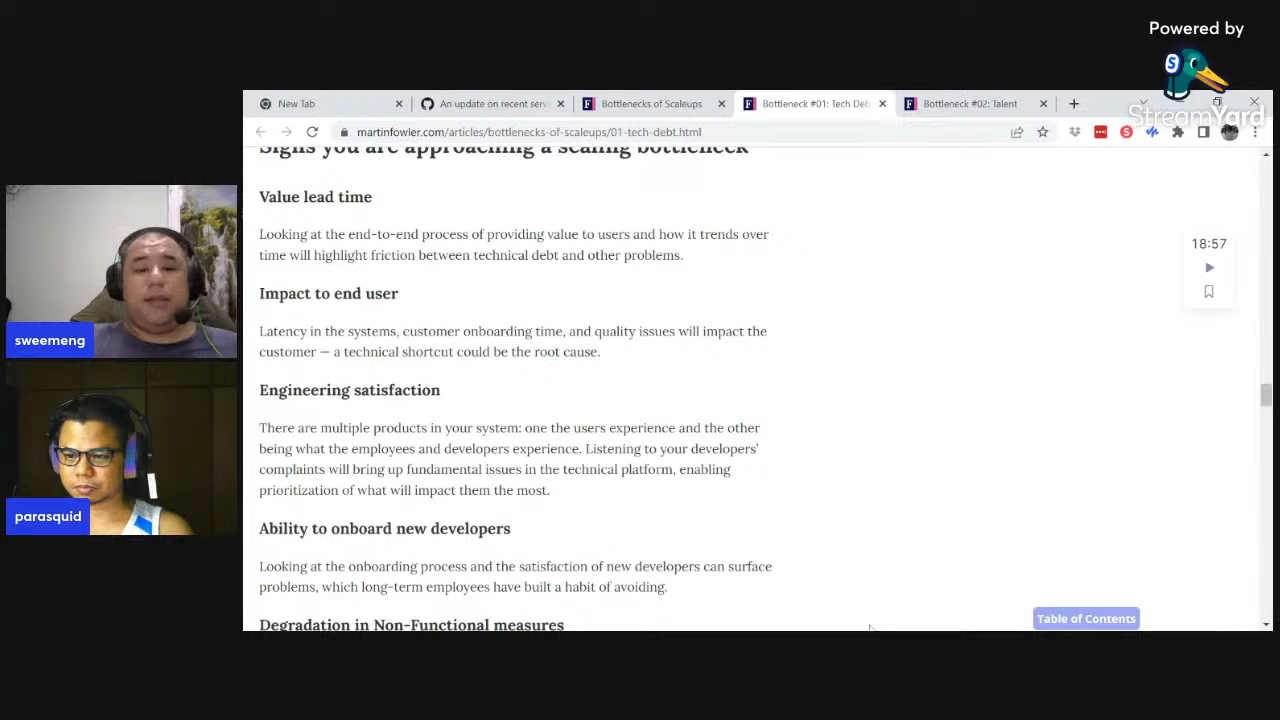 Powered by
StreamYard
New Tab
An update on recent serv
Bottlenecks of Scaleups
Bottleneck #01: Tech Deb
Bottleneck #02: Talent
martinfowler.com/articles/bottlenecks-of-scaleups/01-tech-debt.html
Signs you are approaching a scaling bottleneck
Value lead time
Looking at the end-to-end process of providing value to users and how it trends over
time will highlight friction between technical debt and other problems.
18:57
Impact to end user
Latency in the systems, customer onboarding time, and quality issues will impact the
customer — a technical shortcut could be the root cause.
sweemeng
Engineering satisfaction
There are multiple products in your system: one the users experience and the other
being what the employees and developers experience. Listening to your developers’
complaints will bring up fundamental issues in the technical platform, enabling
prioritization of what will impact them the most.
parasquid
Ability to onboard new developers
Looking at the onboarding process and the satisfaction of new developers can surface
problems, which long-term employees have built a habit of avoiding.
Degradation in Non-Functional measures
Table of Contents